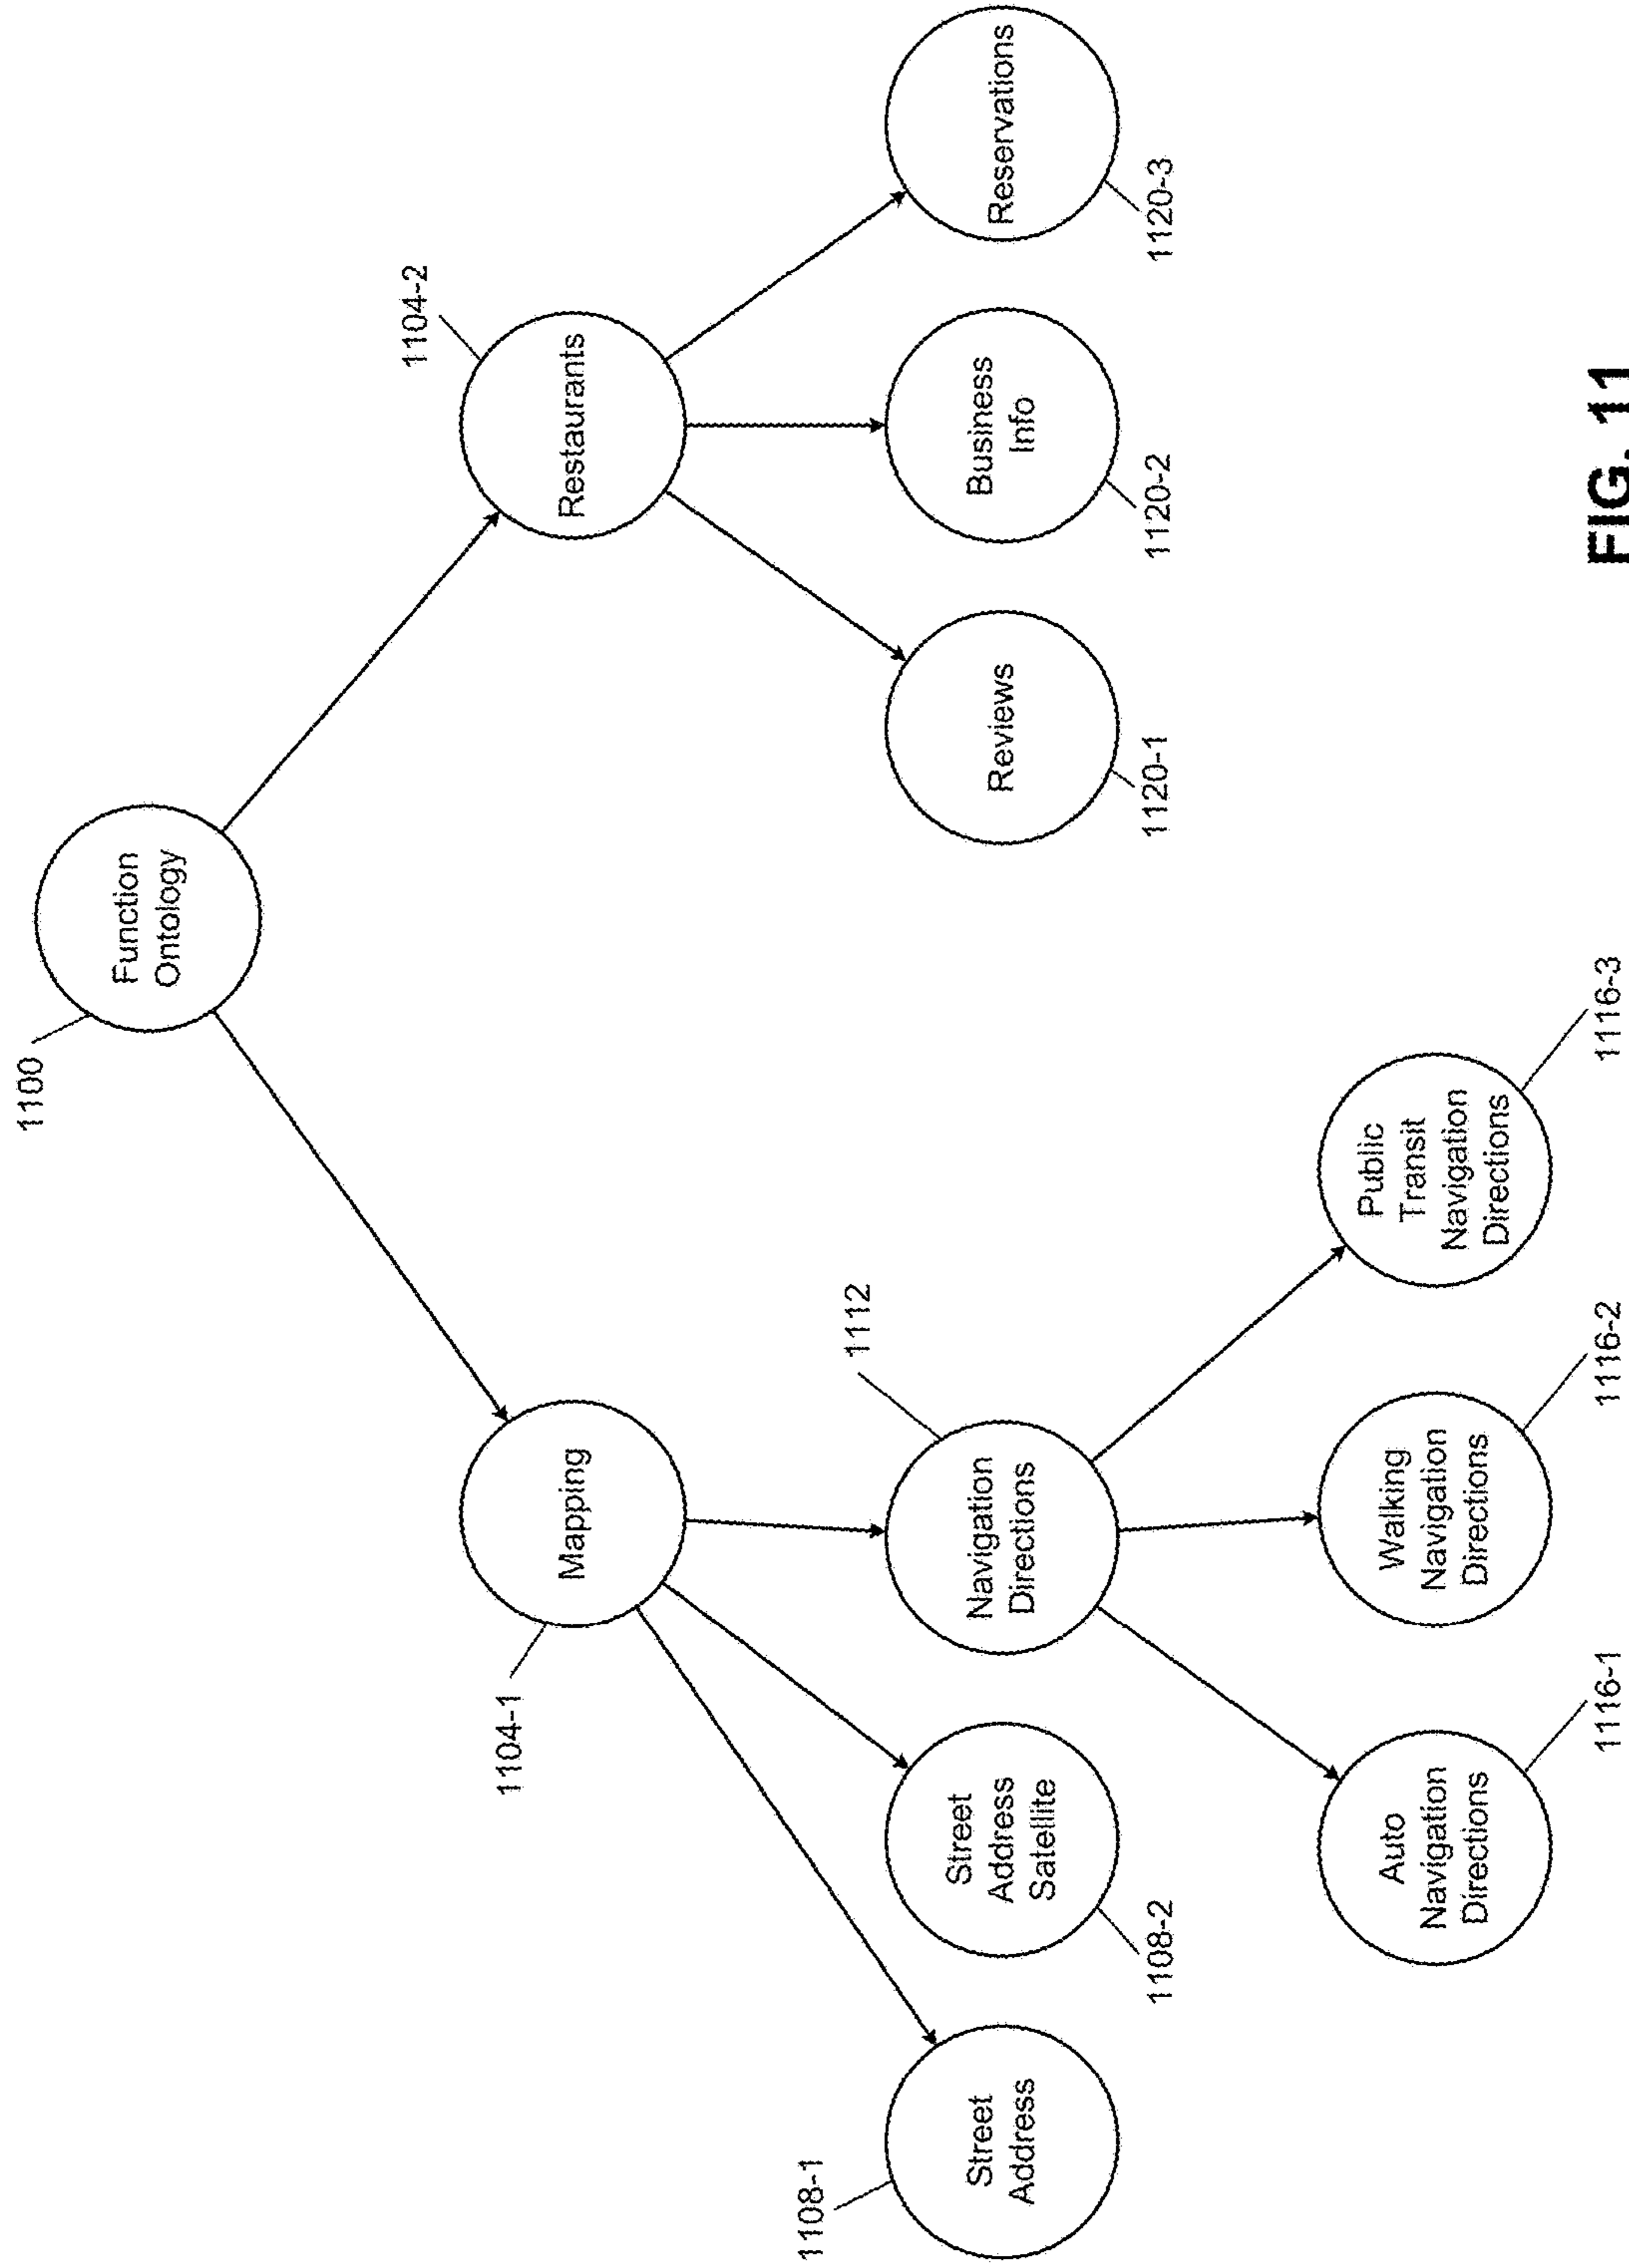 1100
Function
Ontology
1104-1
Mapping
1104-2
Restaurants
1108-1
Street
Address
1108-2
Street
Address
Satellite
1112
Navigation
Directions
1120-1
Reviews
1120-2
Business
Info
1120-3
Reservations
1116-1
Auto
Navigation
Directions
1116-2
Walking
Navigation
Directions
1116-3
Public
Transit
Navigation
Directions
FIG. 11